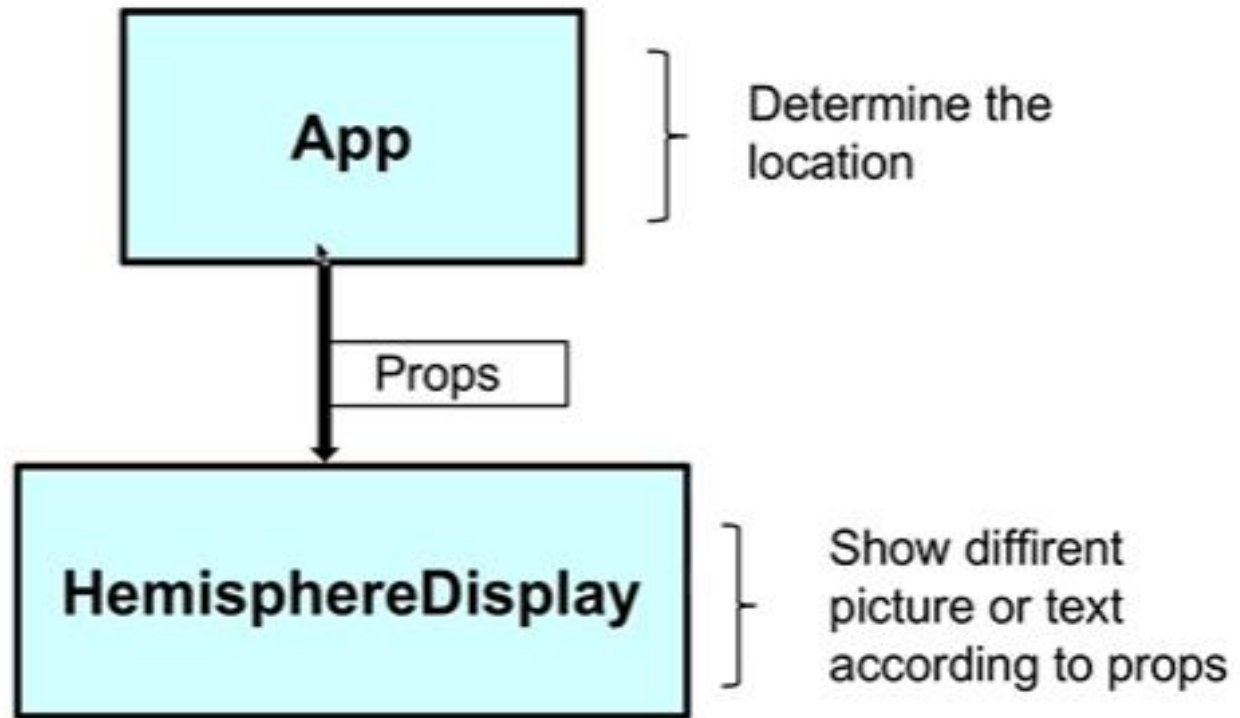 App
Determine the
location
Props
HemisphereDisplay
Show diffirent
picture or text
according to props